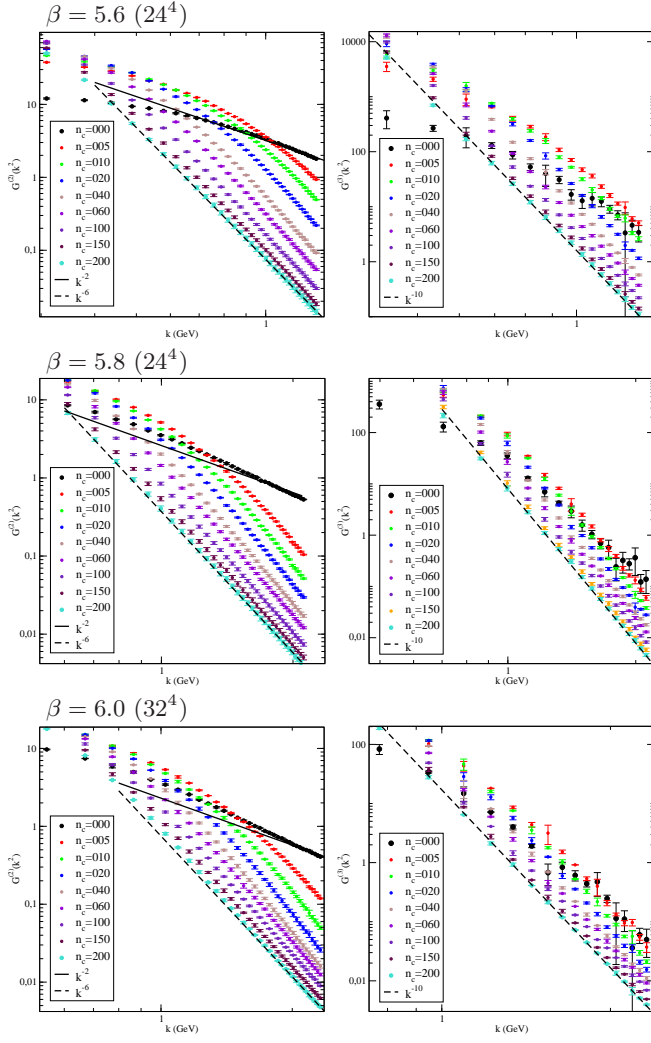 β = 5.6 (24⁴)
10
1
0,1
G⁽²⁾(k²)
n_c=000
n_c=005
n_c=010
n_c=020
n_c=040
n_c=060
n_c=100
n_c=150
n_c=200
k⁻²
k⁻⁶
1
k (GeV)
10000
100
1
G⁽³⁾(k²)
n_c=000
n_c=005
n_c=010
n_c=020
n_c=040
n_c=060
n_c=100
n_c=150
n_c=200
k⁻¹⁰
1
k (GeV)
β = 5.8 (24⁴)
10
1
0,1
0,01
G⁽²⁾(k²)
n_c=000
n_c=005
n_c=010
n_c=020
n_c=040
n_c=060
n_c=100
n_c=150
n_c=200
k⁻²
k⁻⁶
1
k (GeV)
100
1
0,01
G⁽³⁾(k²)
n_c=000
n_c=005
n_c=010
n_c=020
n_c=040
n_c=060
n_c=100
n_c=150
n_c=200
k⁻¹⁰
1
k (GeV)
β = 6.0 (32⁴)
10
1
0,1
0,01
G⁽²⁾(k²)
n_c=000
n_c=005
n_c=010
n_c=020
n_c=040
n_c=060
n_c=100
n_c=150
n_c=200
k⁻²
k⁻⁶
1
k (GeV)
100
1
0,01
G⁽³⁾(k²)
n_c=000
n_c=005
n_c=010
n_c=020
n_c=040
n_c=060
n_c=100
n_c=150
n_c=200
k⁻¹⁰
1
k (GeV)